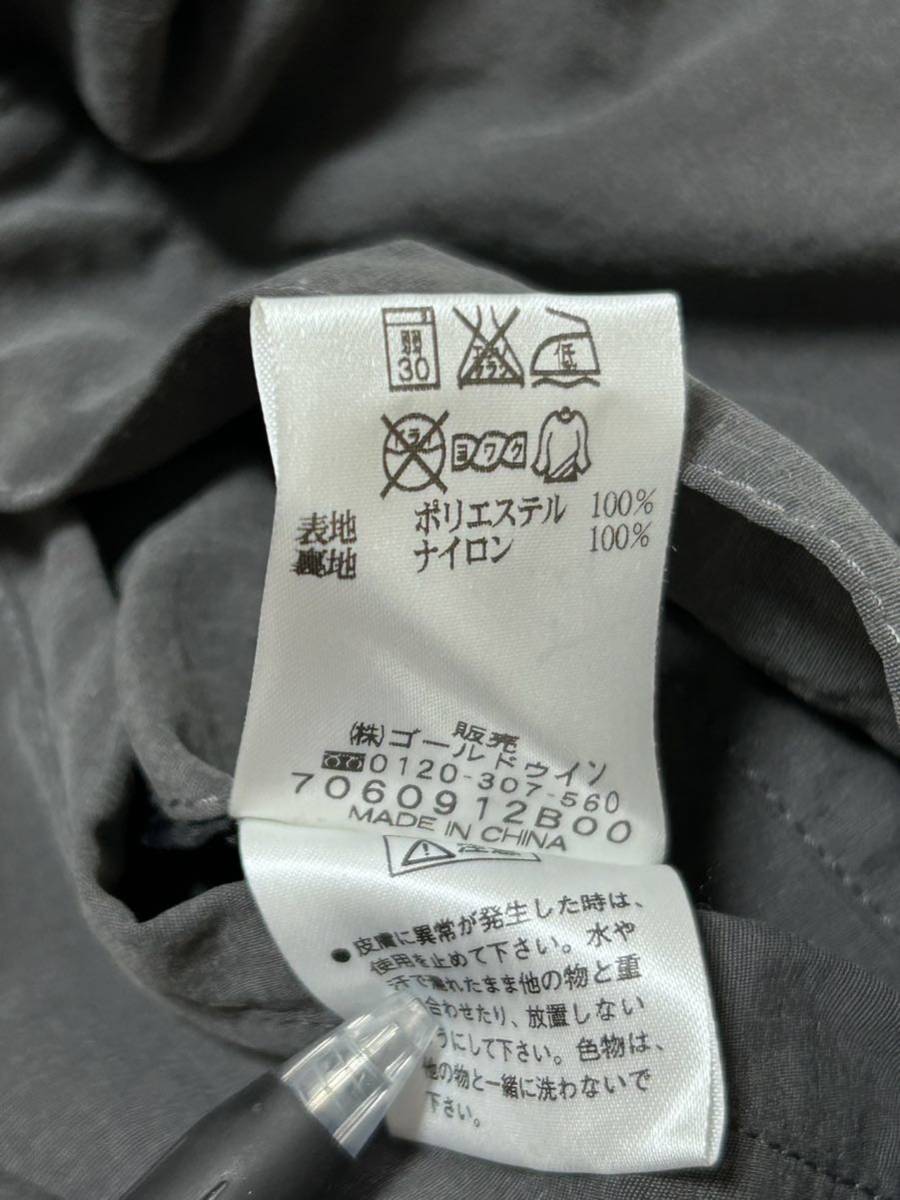 弱
30
低
ドライ
ヨワク
表地 ポリエステル 100%
裏地 ナイロン 100%
販売
(株)ゴールドウイン
0120-307-560
7060912B00
MADE IN CHINA
●皮膚に異常が発生した時は、
使用を止めて下さい。水や
で濡れたまま他の物と重
合わせたり、放置しない
うにして下さい。色物は、
他の物と一緒に洗わないで
下さい。